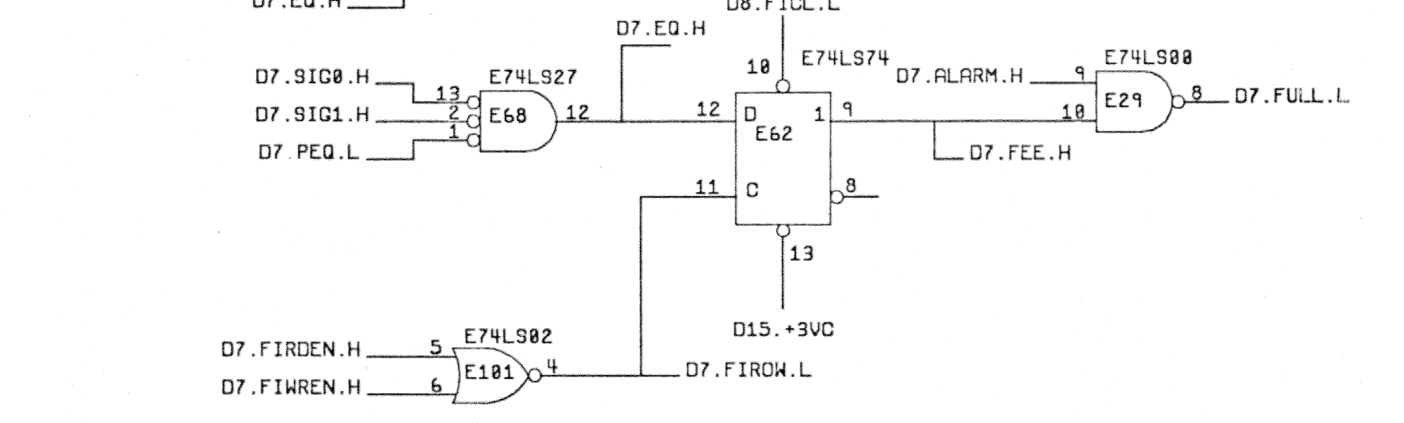 D7.EQ.H
D8.FICL.L
D7.EQ.H
10
E74LS74
E74LS00
D7.SIG0.H
E74LS27
D7.ALARM.H
9
13
D7.SIG1.H
2
E68
12
12
D
1
9
10
E29
8
D7.FULL.L
1
E62
D7.PEQ.L
D7.FEE.H
11
C
8
13
D15.+3VC
E74LS02
D7.FIRDEN.H
5
E101
4
D7.FIROW.L
D7.FIWREN.H
6